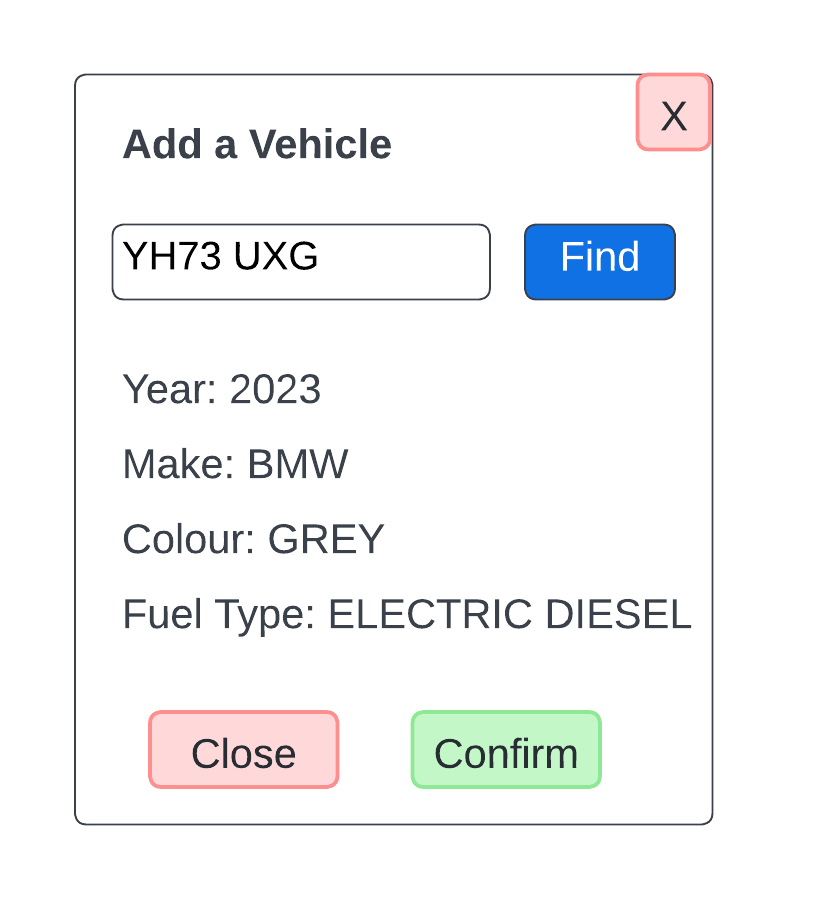 X
Add a Vehicle
YH73 UXG
Find
Year: 2023
Make: BMW
Colour: GREY
Fuel Type: ELECTRIC DIESEL
Close
Confirm